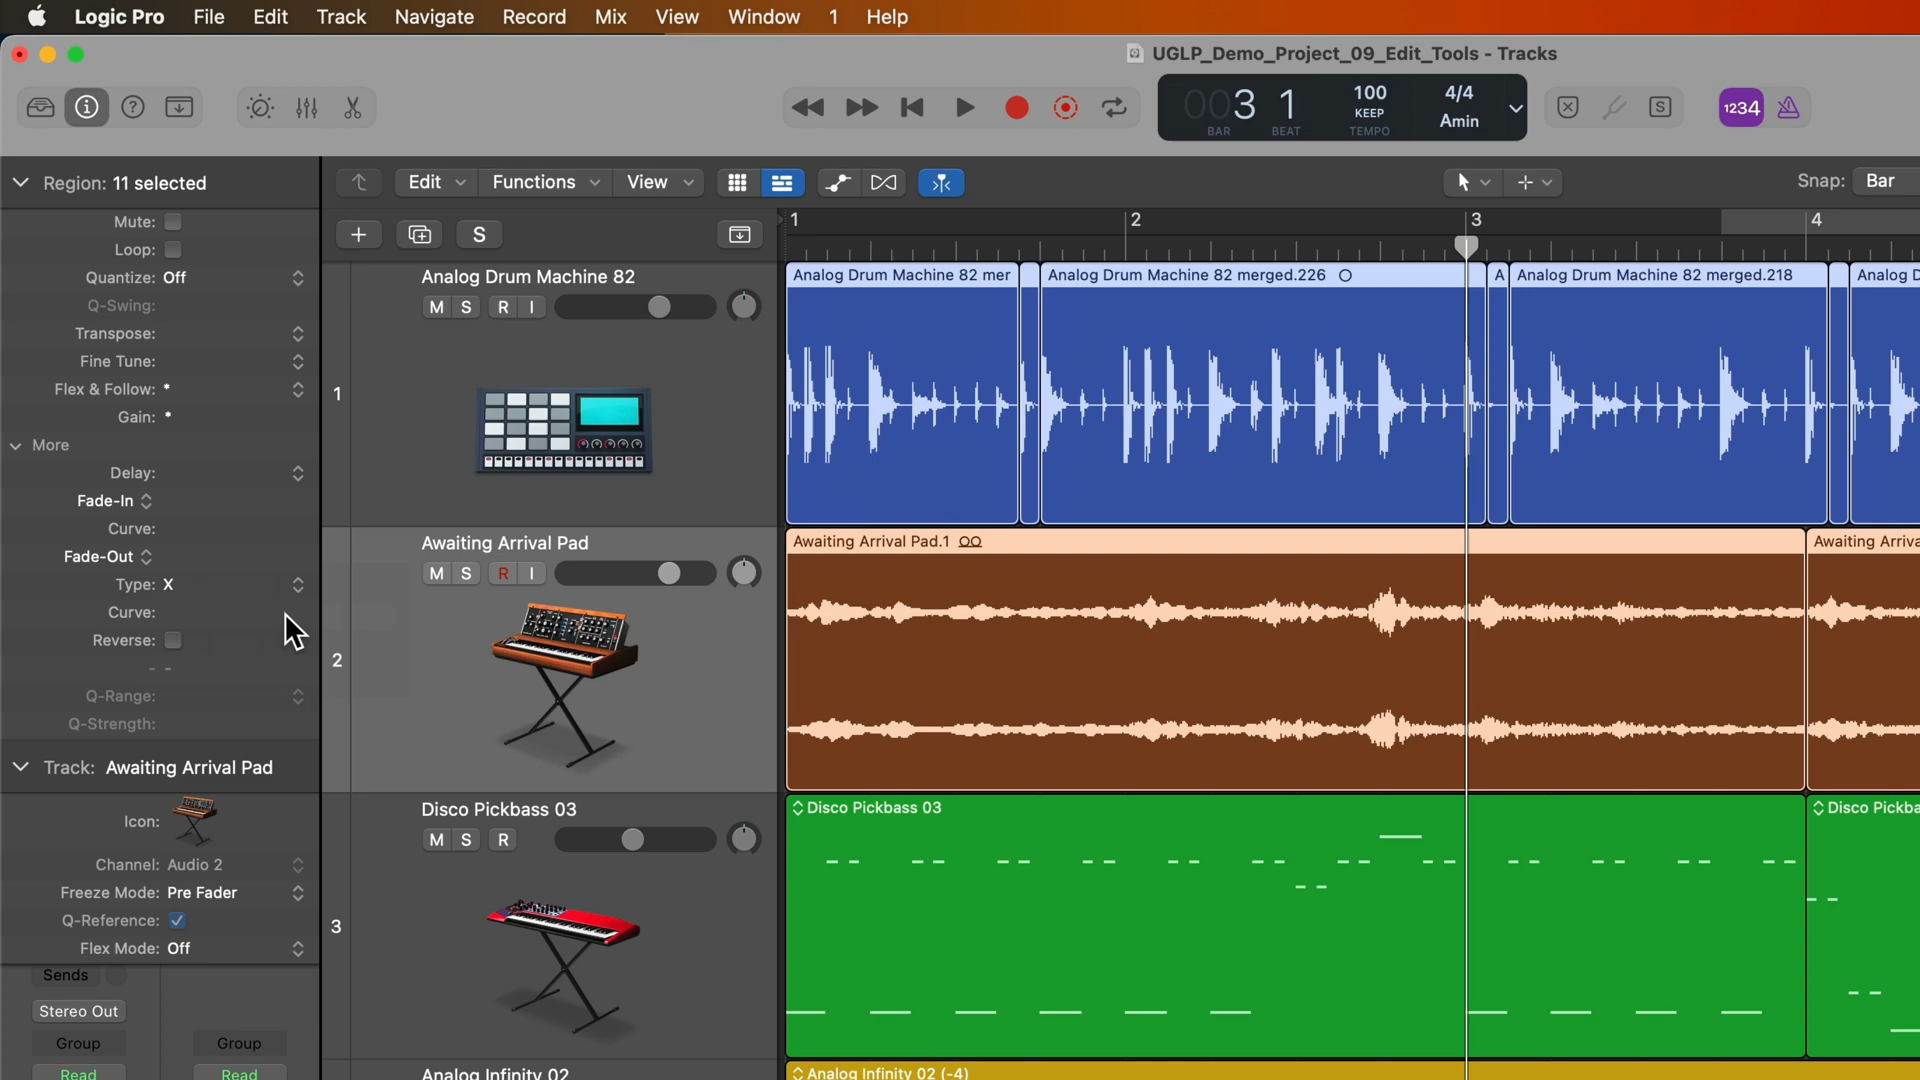 Logic Pro File Edit Track Navigate Record Mix View Window 1 Help
UGLP_Demo_Project_09_Edit_Tools - Tracks
003 1 100 4/4
KEEP Amin
BAR BEAT TEMPO
S 1234
Region: 11 selected
Edit Functions View Snap: Bar
Mute:
Loop:
Quantize: Off
Q-Swing:
Transpose:
Fine Tune:
Flex & Follow: *
Gain: *
More
Delay:
Fade-In
Curve:
Fade-Out
Type: X
Curve:
Reverse:
- -
Q-Range:
Q-Strength:
Track: Awaiting Arrival Pad
Icon:
Channel: Audio 2
Freeze Mode: Pre Fader
Q-Reference:
Flex Mode: Off
Sends
Stereo Out
Group Group
Read Read
S
1 2 3 4
1
Analog Drum Machine 82
M S R I
Analog Drum Machine 82 mer
Analog Drum Machine 82 merged.226
A
Analog Drum Machine 82 merged.218
Analog D
2
Awaiting Arrival Pad
M S R I
Awaiting Arrival Pad.1
Awaiting Arriva
3
Disco Pickbass 03
M S R
Disco Pickbass 03
Disco Pickba
Analog Infinity 02
Analog Infinity 02 (-4)